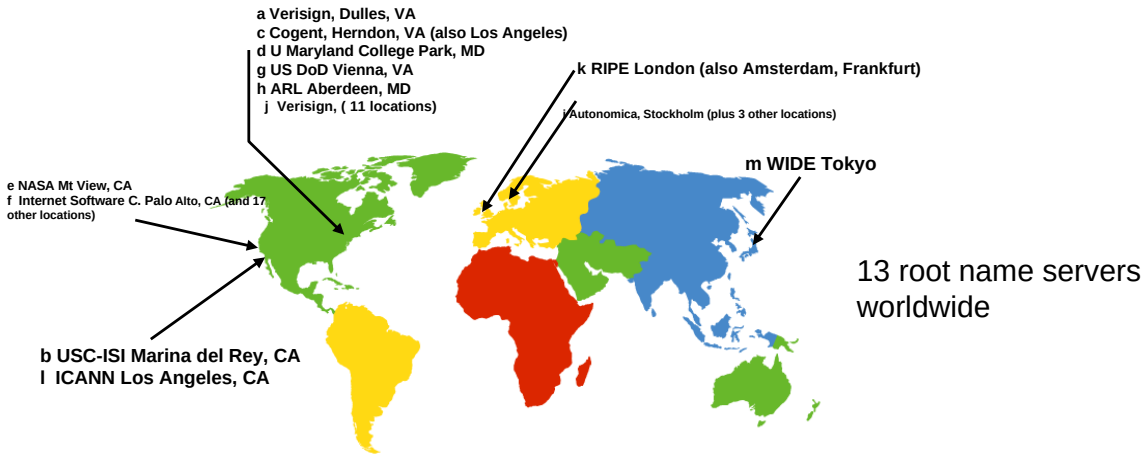 a Verisign, Dulles, VA
c Cogent, Herndon, VA (also Los Angeles)
d U Maryland College Park, MD
g US DoD Vienna, VA
h ARL Aberdeen, MD
j Verisign, ( 11 locations)
k RIPE London (also Amsterdam, Frankfurt)
i Autonomica, Stockholm (plus 3 other locations)
m WIDE Tokyo
e NASA Mt View, CA
f Internet Software C. Palo Alto, CA (and 17
other locations)
13 root name servers
worldwide
b USC-ISI Marina del Rey, CA
l ICANN Los Angeles, CA